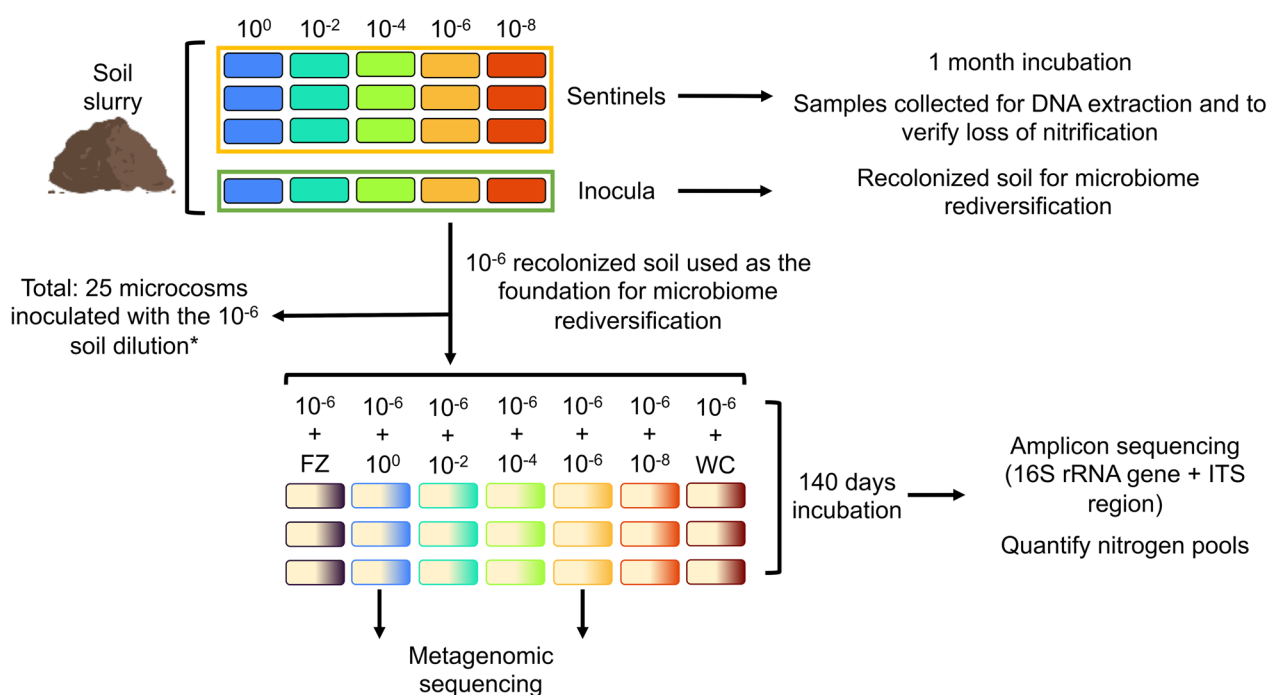 10⁰ 10⁻² 10⁻⁴ 10⁻⁶ 10⁻⁸
Soil
slurry
Sentinels
1 month incubation
Samples collected for DNA extraction and to
verify loss of nitrification
Inocula
Recolonized soil for microbiome
rediversification
10⁻⁶ recolonized soil used as the
foundation for microbiome
rediversification
Total: 25 microcosms
inoculated with the 10⁻⁶
soil dilution*
10⁻⁶ 10⁻⁶ 10⁻⁶ 10⁻⁶ 10⁻⁶ 10⁻⁶ 10⁻⁶
+ + + + + + +
FZ 10⁰ 10⁻² 10⁻⁴ 10⁻⁶ 10⁻⁸ WC
140 days
incubation
Amplicon sequencing
(16S rRNA gene + ITS
region)
Quantify nitrogen pools
Metagenomic
sequencing